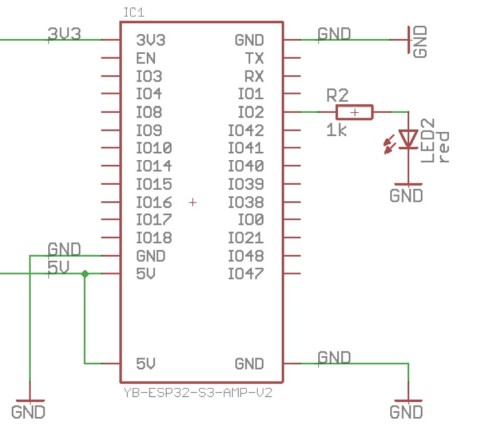 IC1
3V3 3V3 GND GND GND
EN TX
IO3 RX
IO4 IO1
IO8 IO2 R2 1k LED2 red
IO9 IO42
IO10 IO41
IO14 IO40
IO15 IO39
IO16 IO38 GND
IO17 IO0
IO18 IO21
GND GND IO48
5V 5V IO47
5V GND GND
YB-ESP32-S3-AMP-V2
GND GND